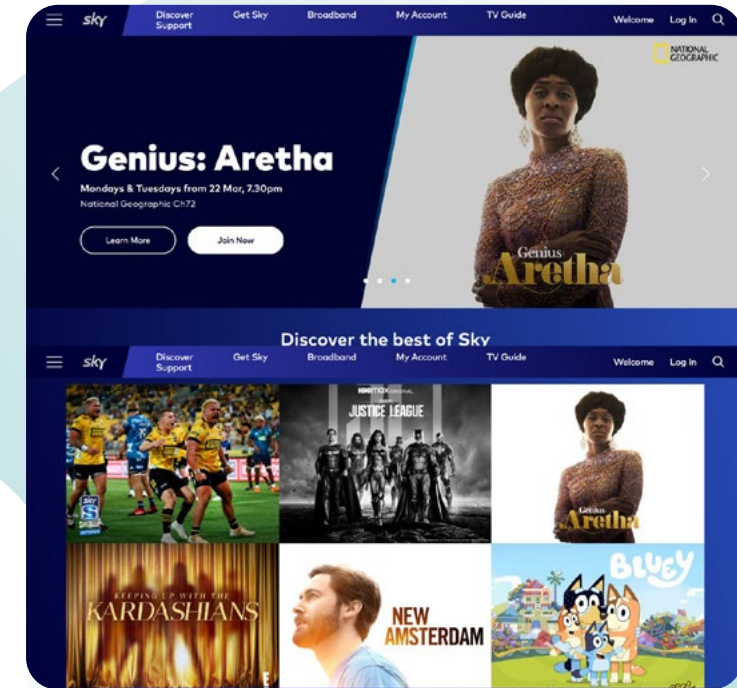 sky
Discover
Support
Get Sky
Broadband
My Account
TV Guide
Welcome
Log In
NATIONAL
GEOGRAPHIC
Genius: Aretha
Mondays & Tuesdays from 22 Mar, 7.30pm
National Geographic Ch72
Learn More
Join Now
Genius:
Aretha
Discover the best of Sky
sky
Discover
Support
Get Sky
Broadband
My Account
TV Guide
Welcome
Log In
HBOMAX ORIGINAL
JUSTICE LEAGUE
sky
Genius:
Aretha
KEEPING UP WITH THE
KARDASHIANS
E
NEW
AMSTERDAM
BLUEY